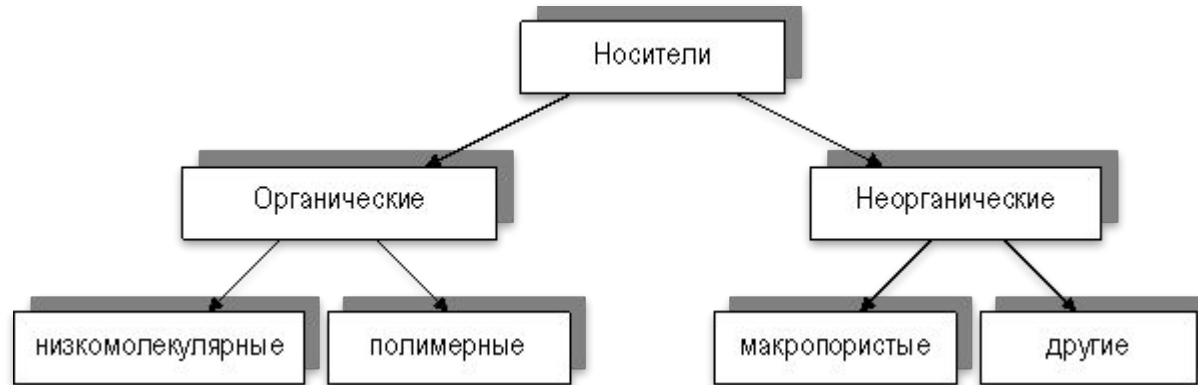 Носители
Органические
Неорганические
низкомолекулярные
полимерные
макропористые
другие